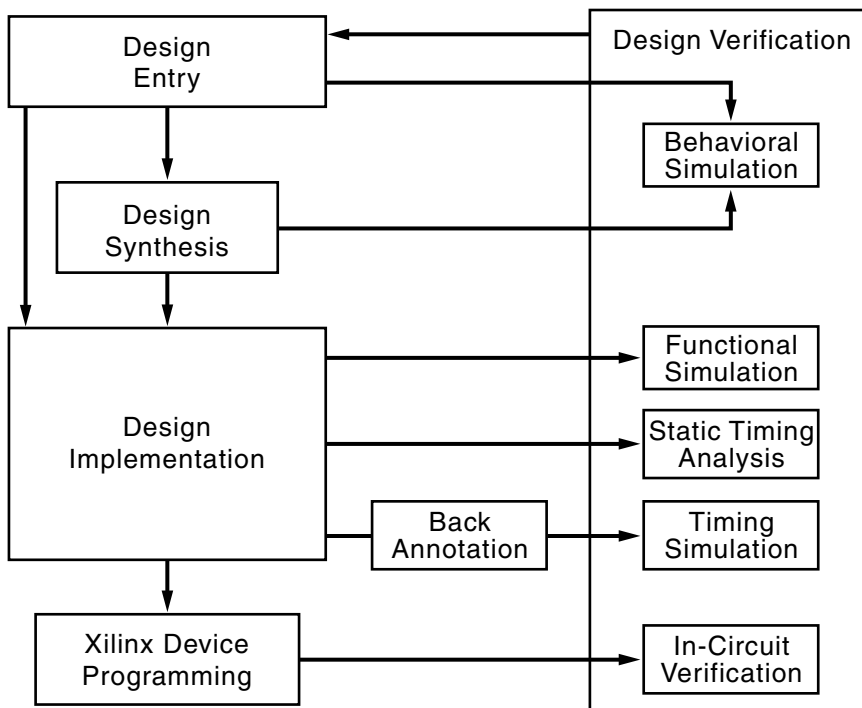 Design
Entry
Design Verification
Behavioral
Simulation
Design
Synthesis
Functional
Simulation
Design
Implementation
Static Timing
Analysis
Back
Annotation
Timing
Simulation
Xilinx Device
Programming
In-Circuit
Verification